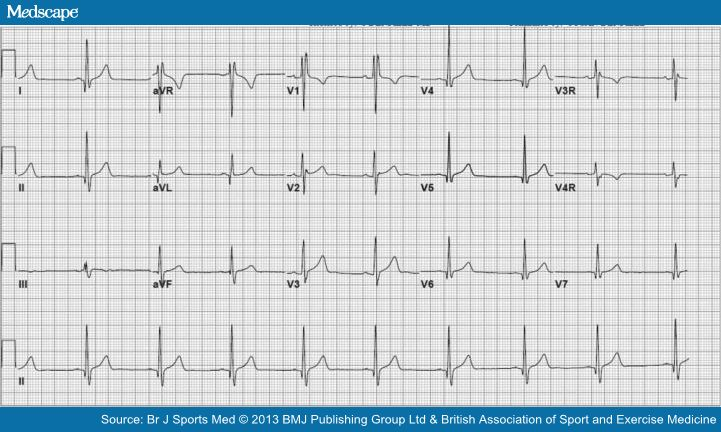 Medscape
I aVR V1 V4 V3R
II aVL V2 V5 V4R
III aVF V3 V6 V7
II
Source: Br J Sports Med © 2013 BMJ Publishing Group Ltd & British Association of Sport and Exercise Medicine